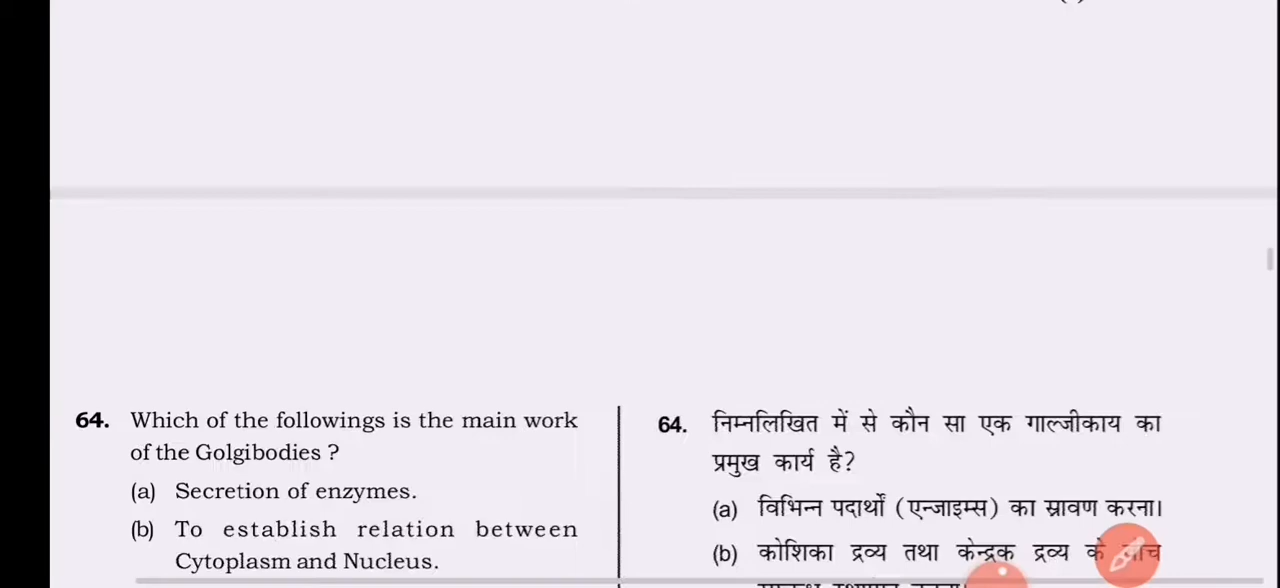 64. Which of the followings is the main work
of the Golgibodies ?
(a) Secretion of enzymes.
(b) To establish relation between
Cytoplasm and Nucleus.
64. निम्नलिखित में से कौन सा एक गाल्जीकाय का
प्रमुख कार्य है?
(a) विभिन्न पदार्थों (एन्जाइम्स) का स्रावण करना।
(b) कोशिका द्रव्य तथा केन्द्रक द्रव्य के